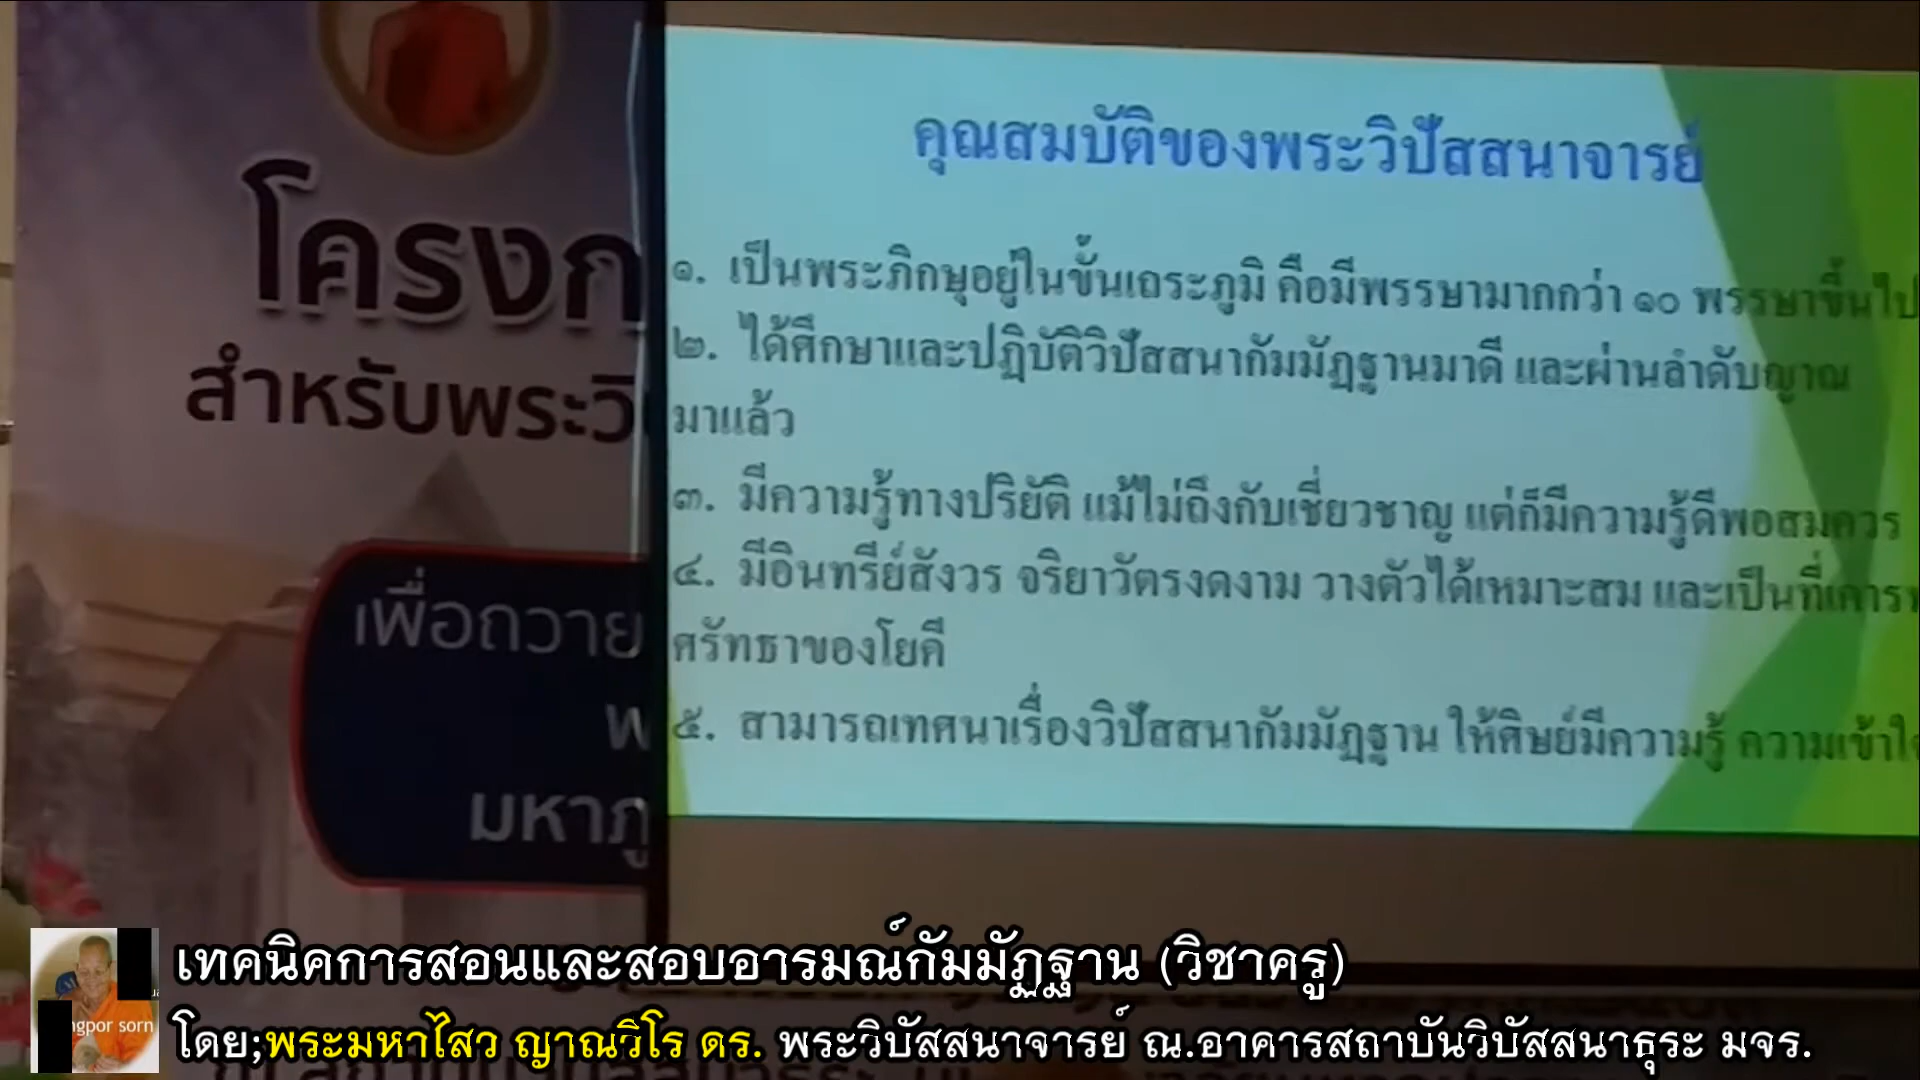 โครงก
สำหรับพระวิ
เพื่อถวาย
พ
มหาภู
คุณสมบัติของพระวิปัสสนาจารย์
๑. เป็นพระภิกษุอยู่ในขั้นเถระภูมิ คือมีพรรษามากกว่า ๑๐ พรรษาขึ้นไป
๒. ได้ศึกษาและปฏิบัติวิปัสสนากัมมัฏฐานมาดี และผ่านลำดับญาณ
มาแล้ว
๓. มีความรู้ทางปริยัติ แม้ไม่ถึงกับเชี่ยวชาญ แต่ก็มีความรู้ดีพอสมควร
๔. มีอินทรีย์สังวร จริยาวัตรงดงาม วางตัวได้เหมาะสม และเป็นที่เคารพ
ศรัทธาของโยคี
๕. สามารถเทศนาเรื่องวิปัสสนากัมมัฏฐาน ให้ศิษย์มีความรู้ ความเข้าใจ
เทคนิคการสอนและสอบอารมณ์กัมมัฏฐาน (วิชาครู)
ngpor sorn
โดย;พระมหาไสว ญาณวิโร ดร. พระวิบัสสนาจารย์ ณ.อาคารสถาบันวิบัสสนาธุระ มจร.